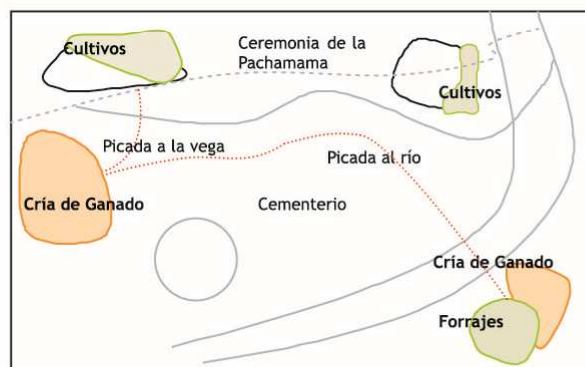 Cultivos
Ceremonia de la
Pachamama
Cultivos
Picada a la vega
Picada al río
Cría de Ganado
Cementerio
Cría de Ganado
Forrajes